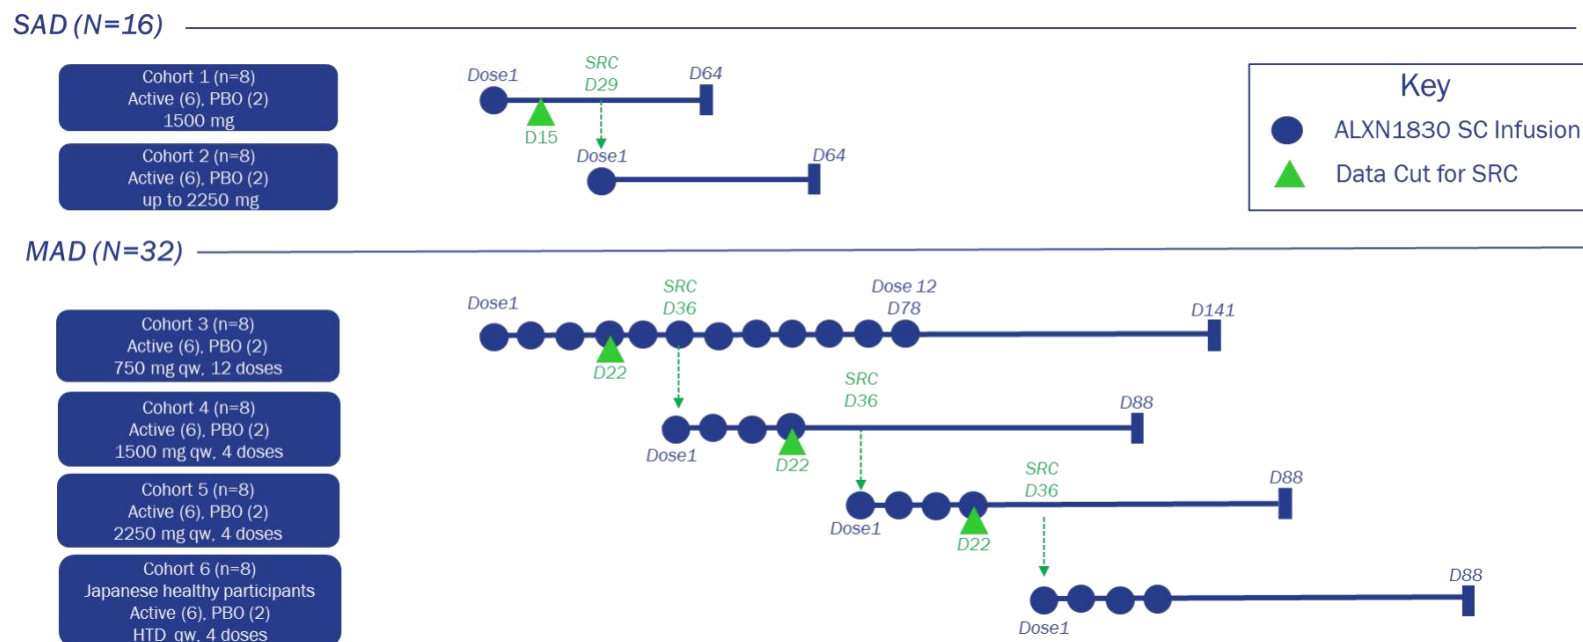 SAD (N=16)
Cohort 1 (n=8)
Active (6), PBO (2)
1500 mg
Dose1
SRC
D29
D64
D15
Key
ALXN1830 SC Infusion
Data Cut for SRC
Cohort 2 (n=8)
Active (6), PBO (2)
up to 2250 mg
Dose1
D64
MAD (N=32)
Cohort 3 (n=8)
Active (6), PBO (2)
750 mg qw, 12 doses
Dose1
SRC
D36
Dose 12
D78
D141
D22
Cohort 4 (n=8)
Active (6), PBO (2)
1500 mg qw, 4 doses
SRC
D36
D88
Dose1
D22
Cohort 5 (n=8)
Active (6), PBO (2)
2250 mg qw, 4 doses
SRC
D36
D88
Dose1
D22
Cohort 6 (n=8)
Japanese healthy participants
Active (6), PBO (2)
HTD qw, 4 doses
D88
Dose1